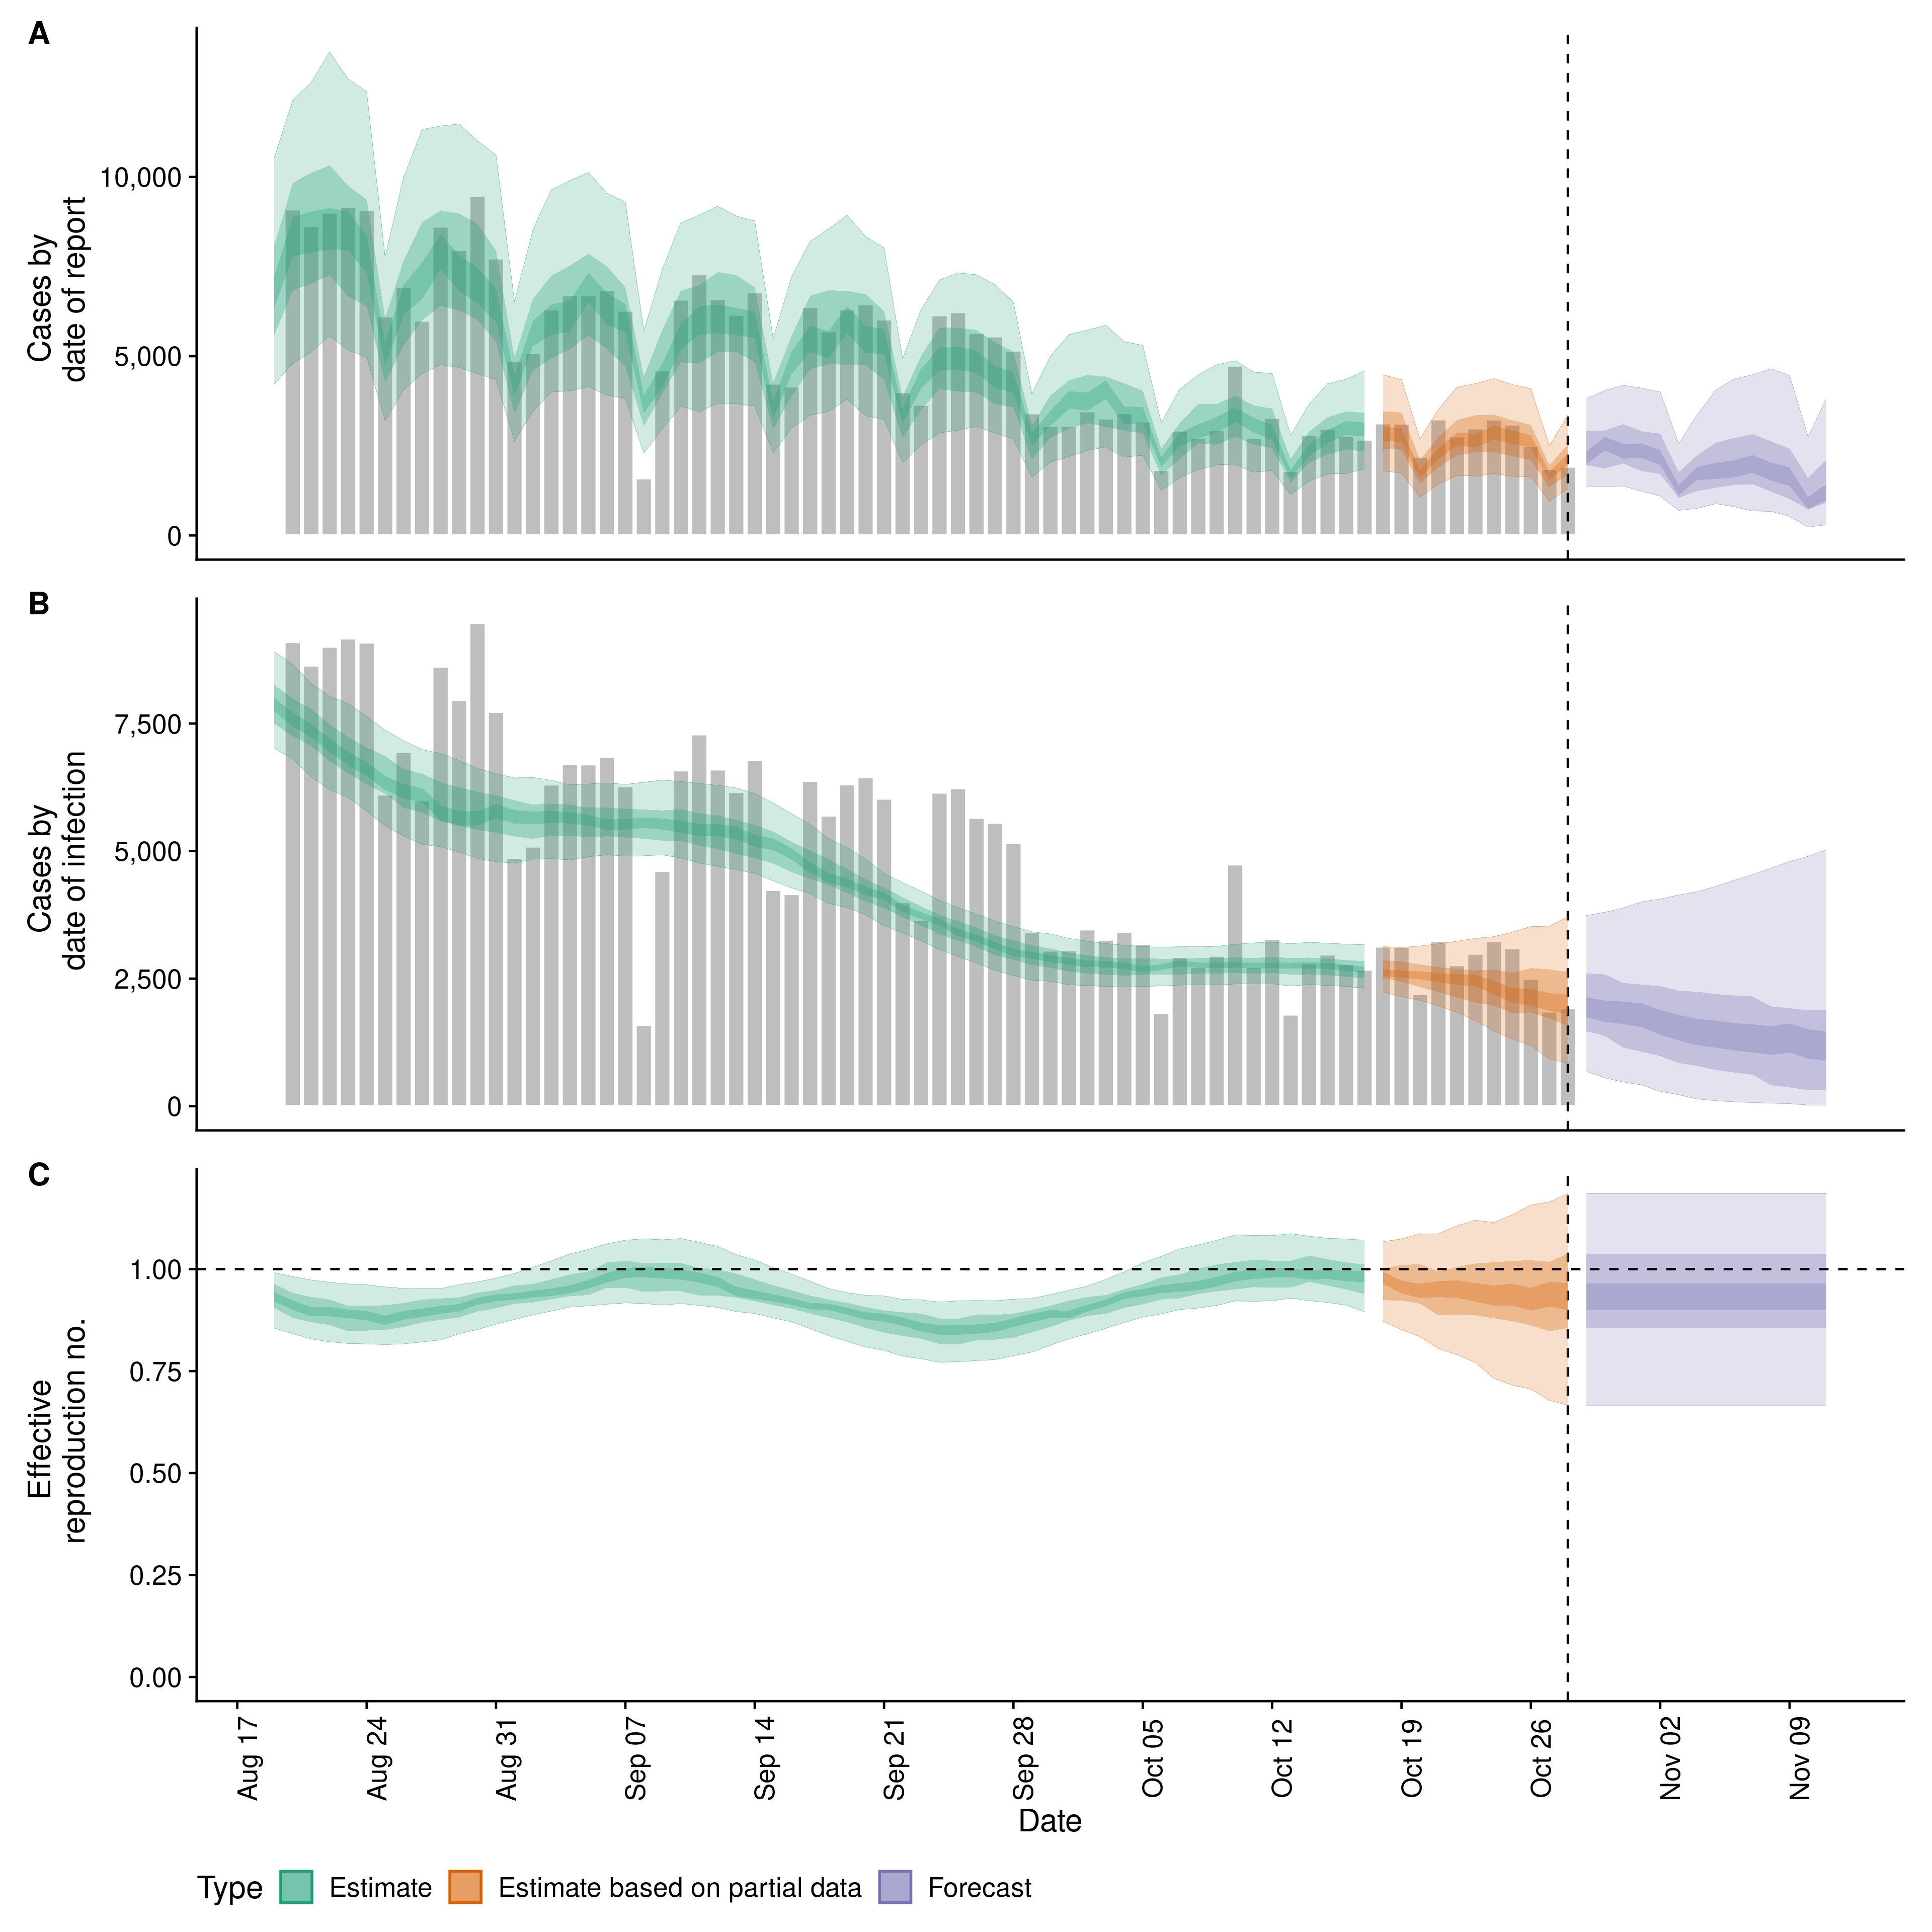 A
Cases by
date of report
10,000
5,000
0
B
Cases by
date of infection
7,500
5,000
2,500
0
C
Effective
reproduction no.
1.00
0.75
0.50
0.25
0.00
Aug 17
Aug 24
Aug 31
Sep 07
Sep 14
Sep 21
Sep 28
Oct 05
Oct 12
Oct 19
Oct 26
Nov 02
Nov 09
Date
Type Estimate Estimate based on partial data Forecast